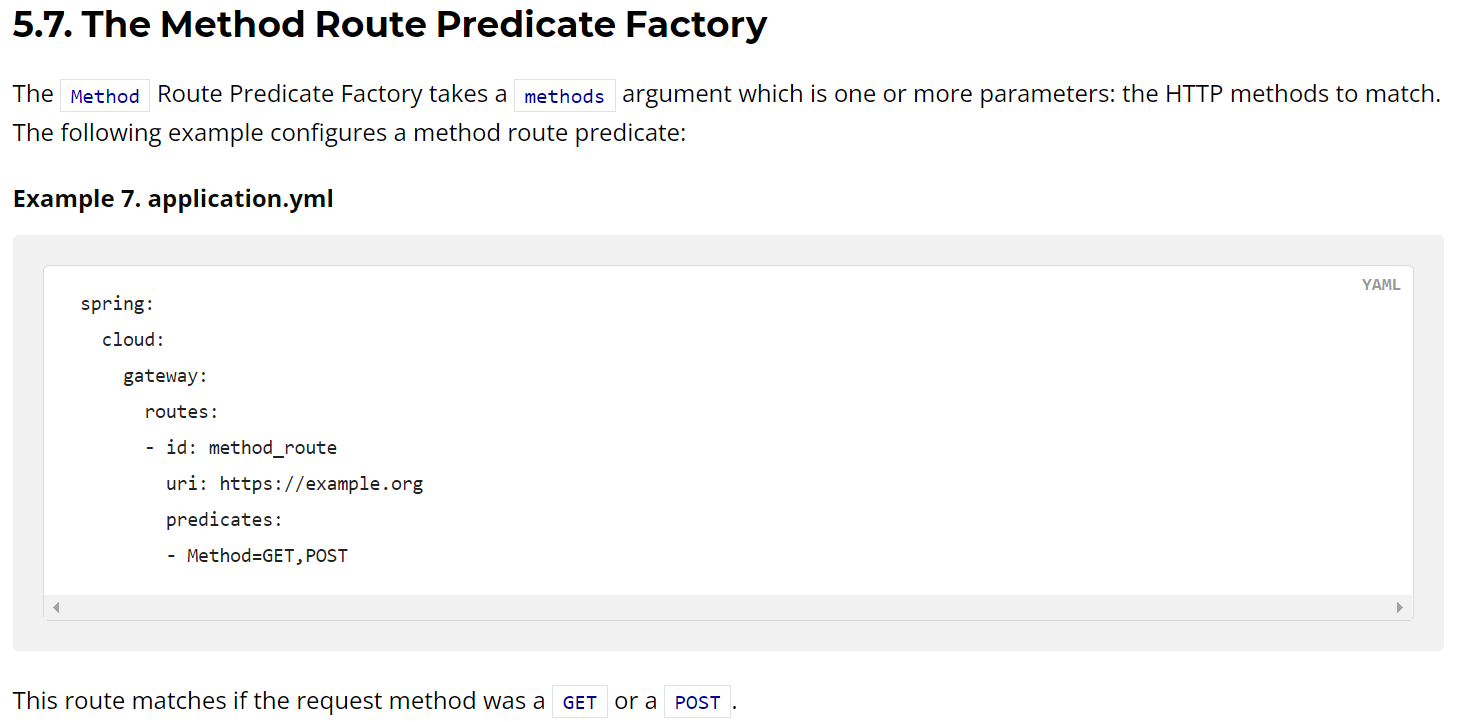 5.7. The Method Route Predicate Factory
The Method Route Predicate Factory takes a methods argument which is one or more parameters: the HTTP methods to match.
The following example configures a method route predicate:
Example 7. application.yml
YAML
spring:
  cloud:
    gateway:
      routes:
      - id: method_route
        uri: https://example.org
        predicates:
        - Method=GET,POST
This route matches if the request method was a GET or a POST.